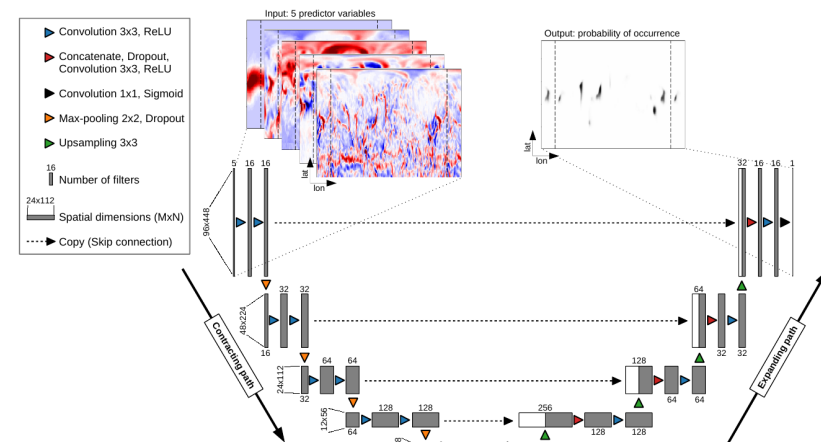 Input: 5 predictor variables
Output: probability of occurrence
Convolution 3x3, ReLU
Concatenate, Dropout,
Convolution 3x3, ReLU
Convolution 1x1, Sigmoid
Max-pooling 2x2, Dropout
Upsampling 3x3
16
Number of filters
24x112
Spatial dimensions (MxN)
Copy (Skip connection)
lat
lon
lat
lon
5 16 16
96x448
32 16 16 1
32 32
48x224
16
64
32 32
64 64
24x112
32
128
64 64
128 128
12x56
64
256
128 128
8
Contracting path
Expanding path